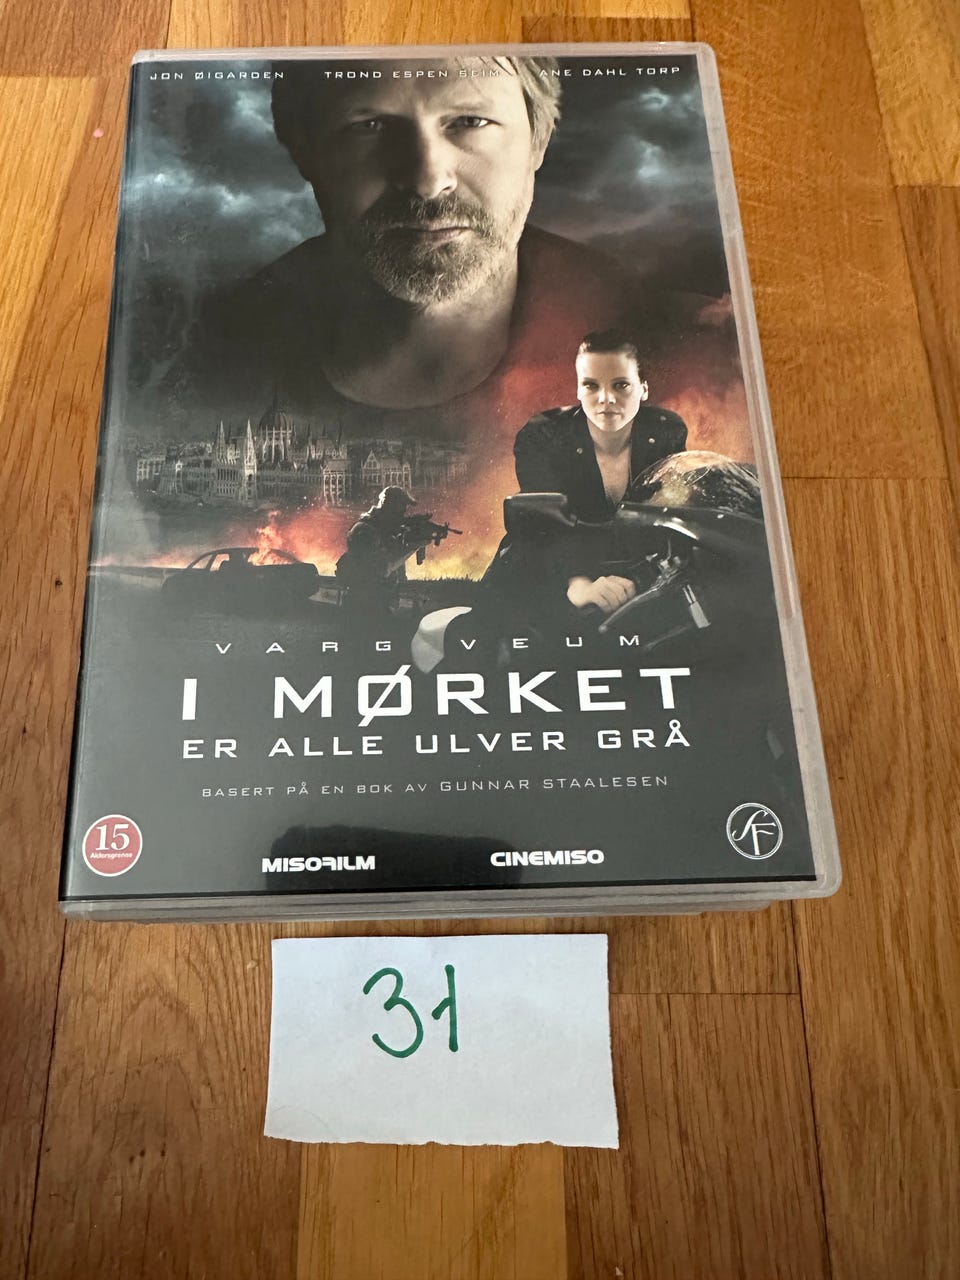 JON ØIGARDEN TROND ESPEN SEIM ANE DAHL TORP
VARG VEUM
I MØRKET
ER ALLE ULVER GRÅ
BASERT PÅ EN BOK AV GUNNAR STAALESEN
15
Aldersgrense
MISOFILM CINEMISO
SF
31